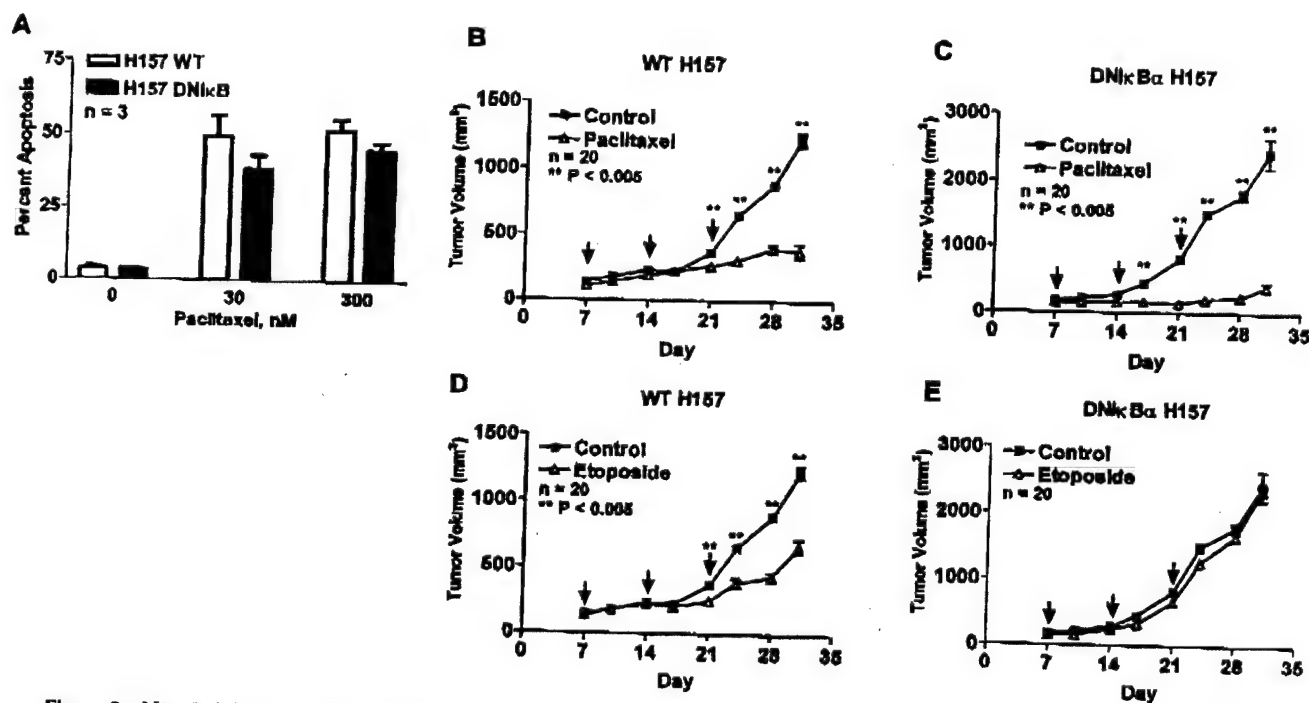 A
75
50
25
0
Percent Apoptosis
H157 WT
H157 DNIκB
n = 3
0 30 300
Paclitaxel, nM
B
WT H157
1500
1000
500
0
Tumor Volume (mm³)
Control
Paclitaxel
n = 20
** P < 0.005
** ** ** **
0 7 14 21 28 35
Day
C
DNIκBα H157
3000
2000
1000
0
Tumor Volume (mm³)
Control
Paclitaxel
n = 20
** P < 0.005
** ** ** ** **
0 7 14 21 28 35
Day
D
WT H157
1500
1000
500
0
Tumor Volume (mm³)
Control
Etoposide
n = 20
** P < 0.005
** ** ** **
0 7 14 21 28 35
Day
E
DNIκBα H157
3000
2000
1000
0
Tumor Volume (mm³)
Control
Etoposide
n = 20
0 7 14 21 28 35
Day